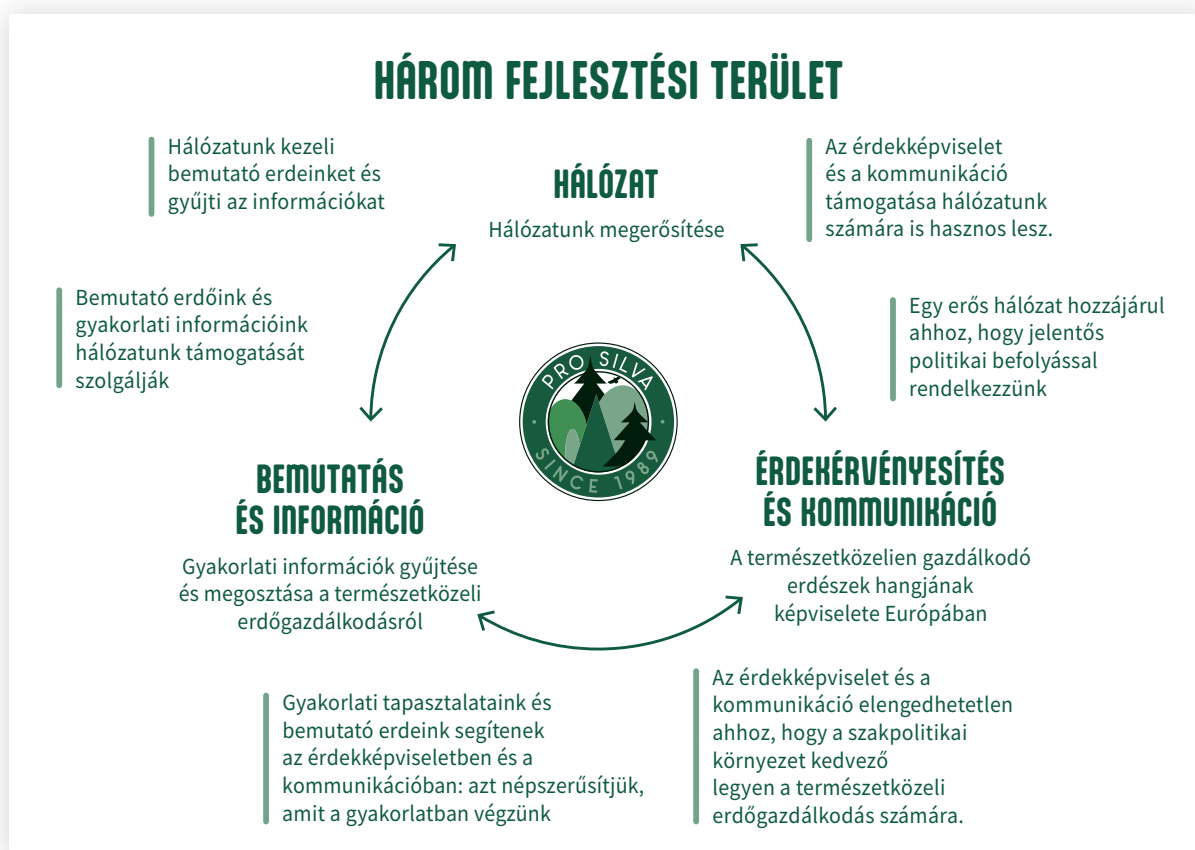 HÁROM FEJLESZTÉSI TERÜLET
Hálózatunk kezeli
bemutató erdeinket és
gyűjti az információkat
HÁLÓZAT
Hálózatunk megerősítése
Az érdekképviselet
és a kommunikáció
támogatása hálózatunk
számára is hasznos lesz.
Bemutató erdőink és
gyakorlati információink
hálózatunk támogatását
szolgálják
Egy erős hálózat hozzájárul
ahhoz, hogy jelentős
politikai befolyással
rendelkezzünk
PRO SILVA
SINCE 1989
BEMUTATÁS
ÉS INFORMÁCIÓ
Gyakorlati információk gyűjtése
és megosztása a természetközeli
erdőgazdálkodásról
ÉRDEKÉRVÉNYESÍTÉS
ÉS KOMMUNIKÁCIÓ
A természetközelien gazdálkodó
erdészek hangjának
képviselete Európában
Gyakorlati tapasztalataink és
bemutató erdeink segítenek
az érdekképviseletben és a
kommunikációban: azt népszerűsítjük,
amit a gyakorlatban végzünk
Az érdekképviselet és a
kommunikáció elengedhetetlen
ahhoz, hogy a szakpolitikai
környezet kedvező
legyen a természetközeli
erdőgazdálkodás számára.